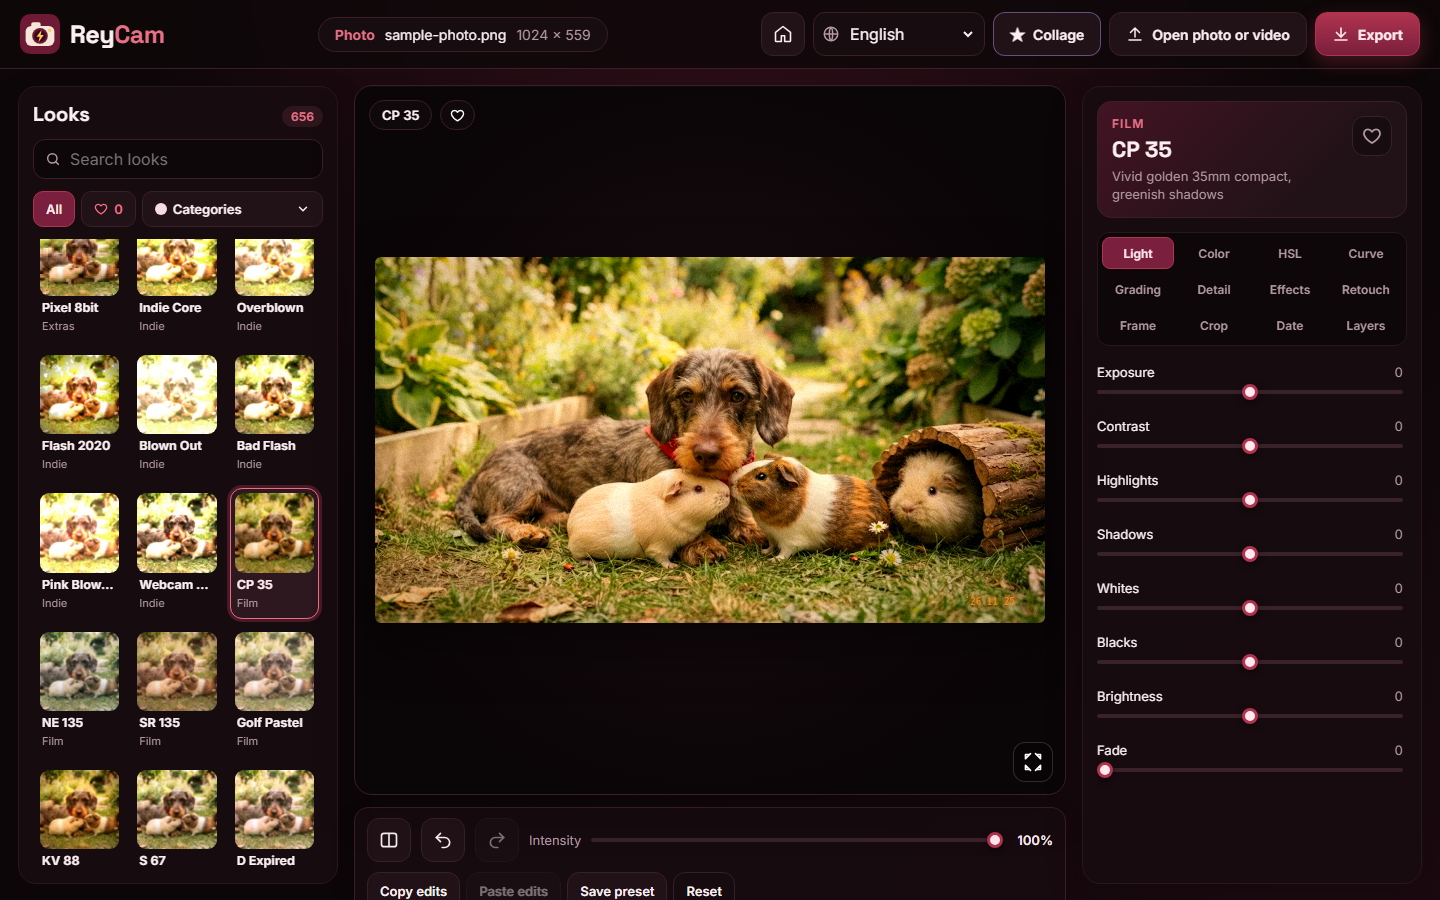 ReyCam
Photo sample-photo.png 1024 × 559
English
Collage
Open photo or video
Export
Looks
656
Search looks
All
0
Categories
Pixel 8bit
Extras
Indie Core
Indie
Overblown
Indie
Flash 2020
Indie
Blown Out
Indie
Bad Flash
Indie
Pink Blow...
Indie
Webcam ...
Indie
CP 35
Film
NE 135
Film
SR 135
Film
Golf Pastel
Film
KV 88
S 67
D Expired
CP 35
Intensity
100%
Copy edits
Paste edits
Save preset
Reset
FILM
CP 35
Vivid golden 35mm compact,
greenish shadows
Light Color HSL Curve
Grading Detail Effects Retouch
Frame Crop Date Layers
Exposure 0
Contrast 0
Highlights 0
Shadows 0
Whites 0
Blacks 0
Brightness 0
Fade 0